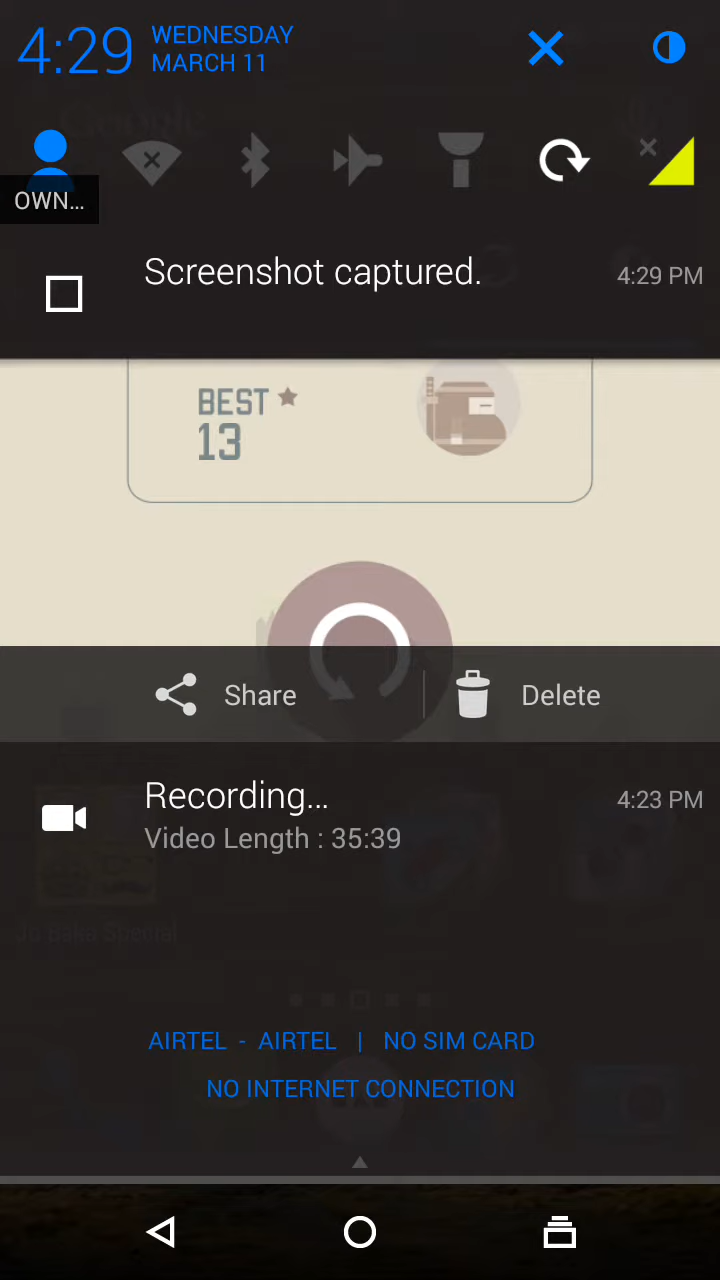 4:29
WEDNESDAY
MARCH 11
Google
OWN...
Screenshot captured.
4:29 PM
BEST
13
Share
Delete
Recording...
4:23 PM
Video Length : 35:39
AIRTEL - AIRTEL | NO SIM CARD
NO INTERNET CONNECTION